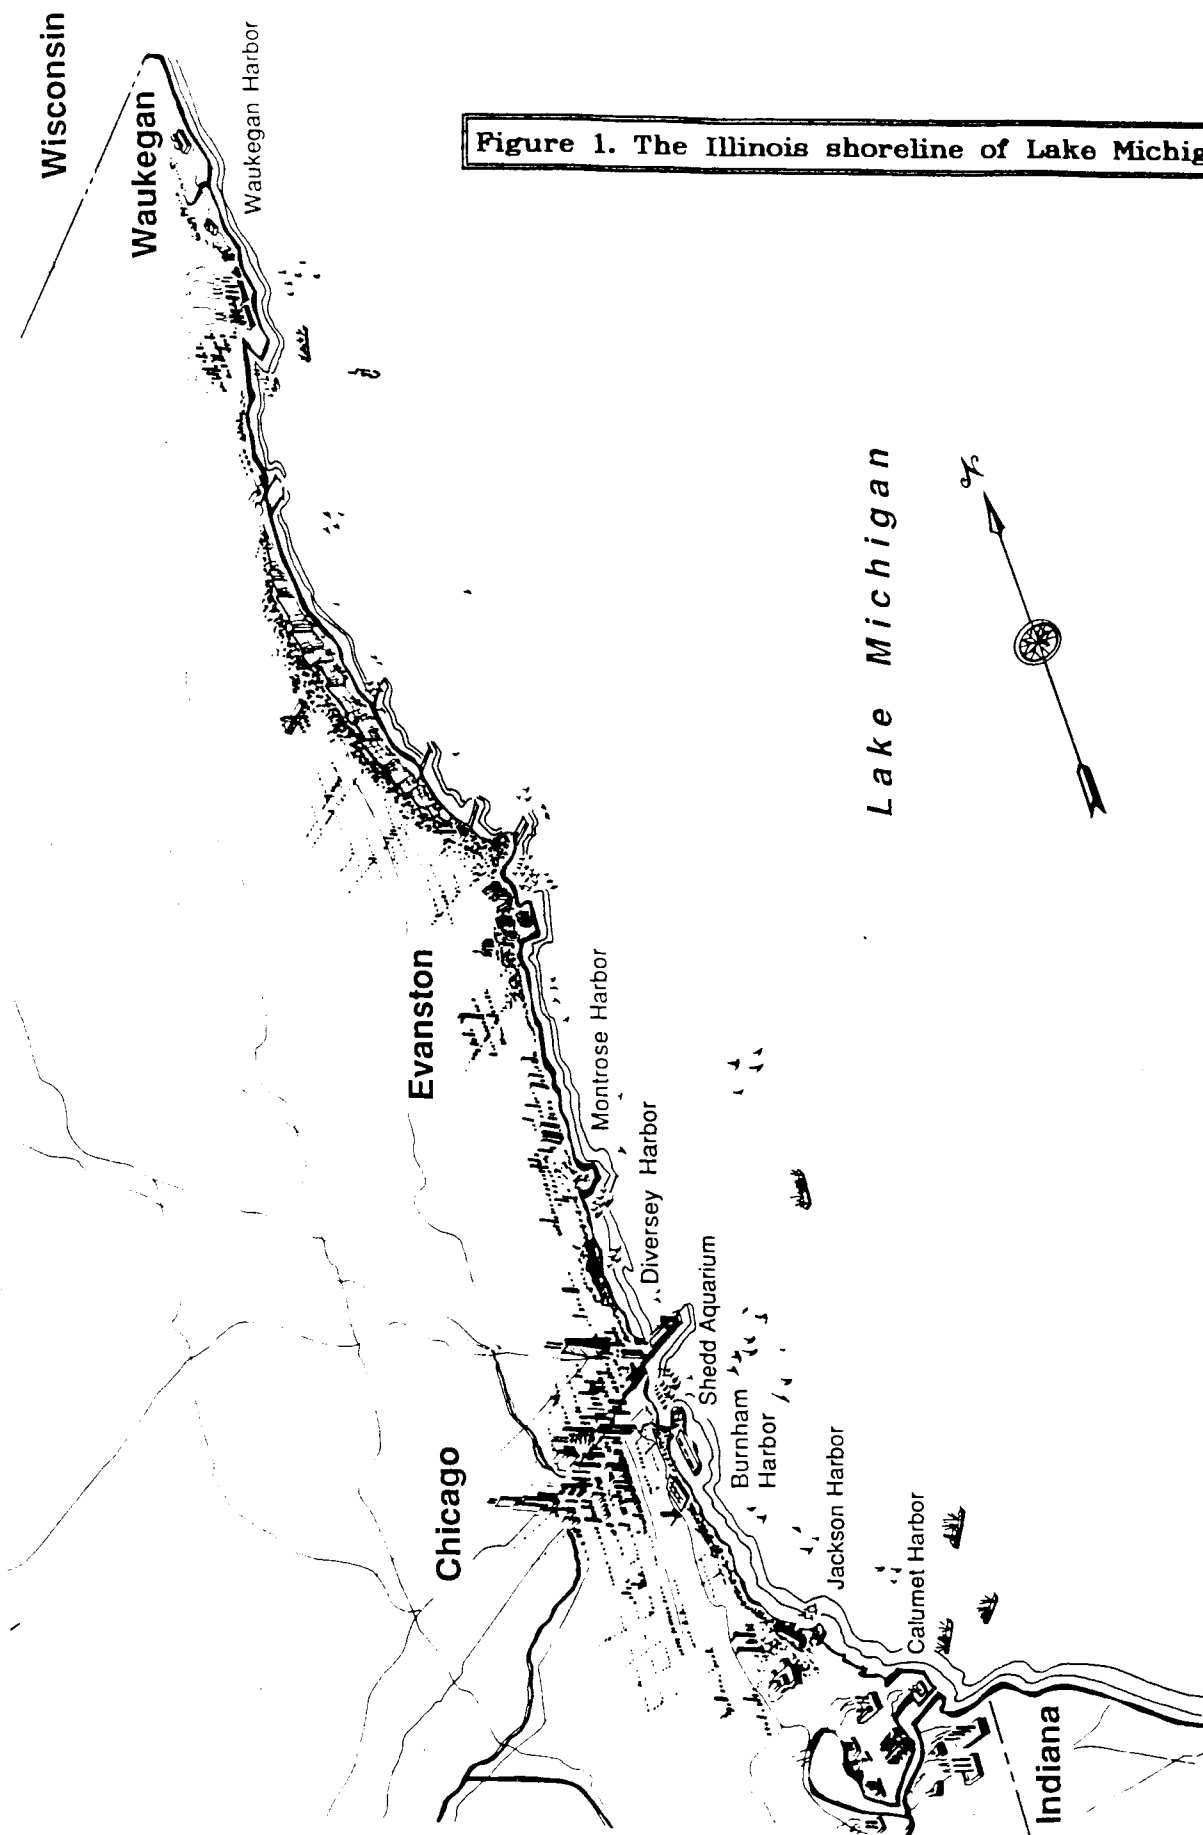 Figure 1. The Illinois shoreline of Lake Michig
Wisconsin
Waukegan
Waukegan Harbor
Lake Michigan
N
Evanston
Montrose Harbor
Diversey Harbor
Shedd Aquarium
Chicago
Burnham
Harbor
Jackson Harbor
Calumet Harbor
Indiana